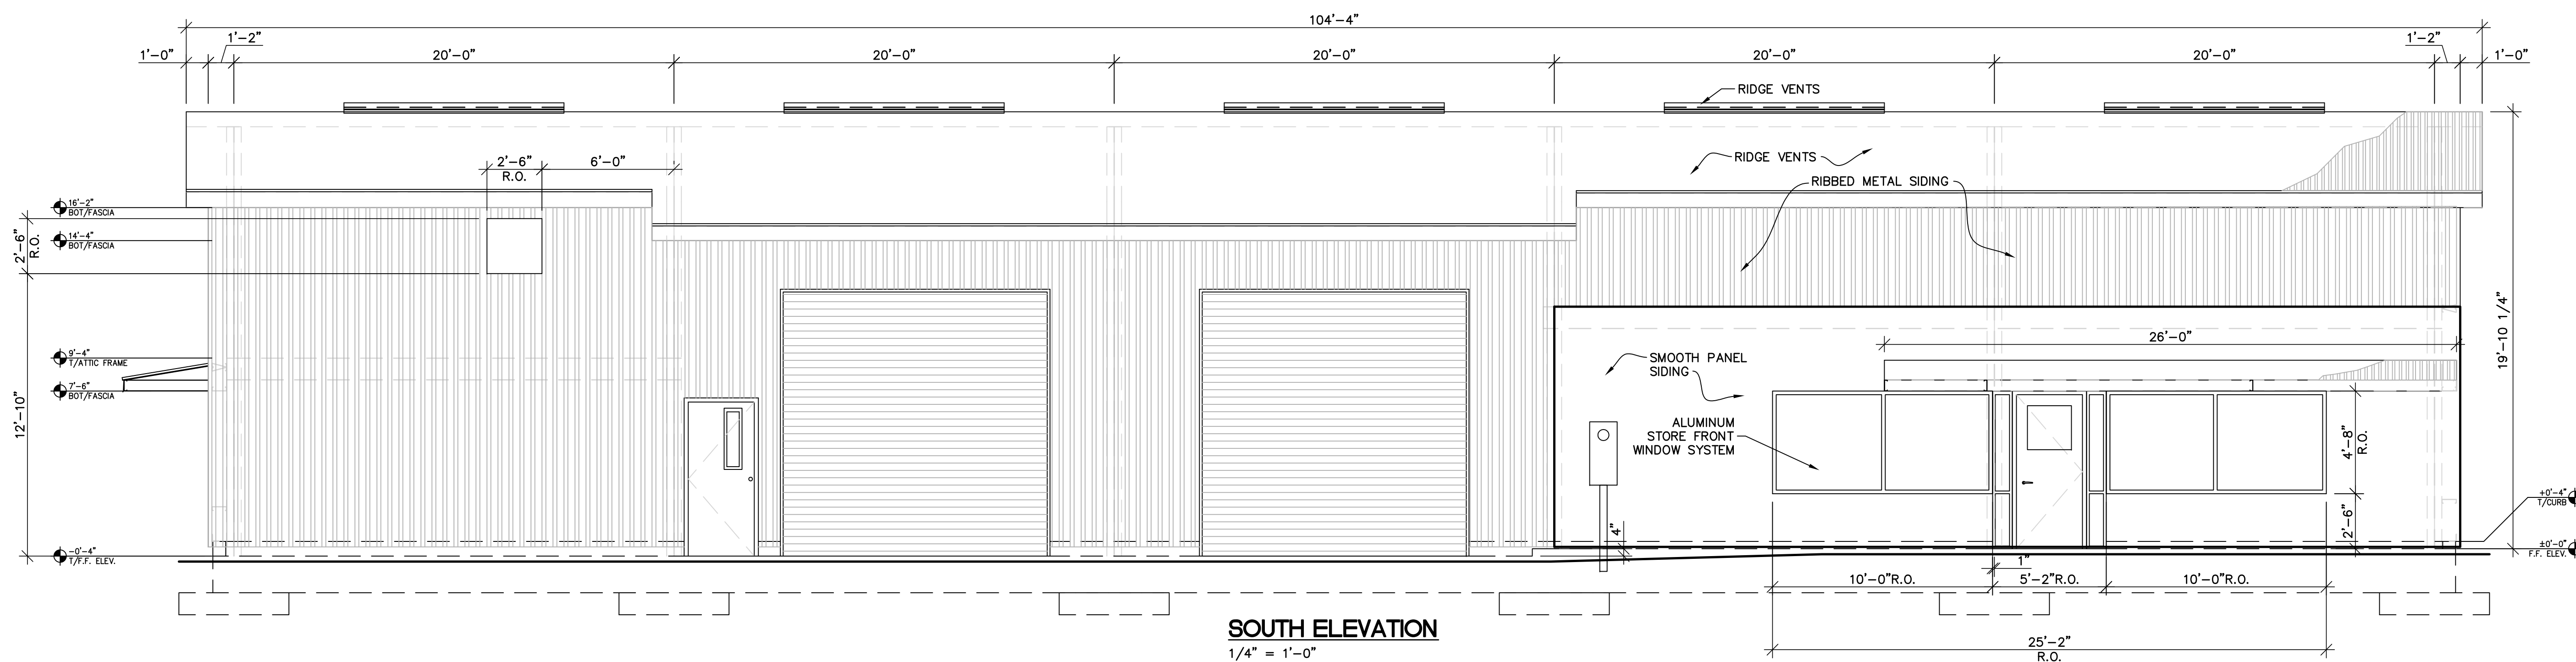 104'-4"
1'-0"
1'-2"
20'-0"
20'-0"
20'-0"
20'-0"
20'-0"
1'-2"
1'-0"
RIDGE VENTS
2'-6"
R.O.
6'-0"
RIDGE VENTS
RIBBED METAL SIDING
16'-2"
BOT/FASCIA
14'-4"
BOT/FASCIA
2'-6"
R.O.
9'-4"
T/ATTIC FRAME
7'-6"
BOT/FASCIA
12'-10"
-0'-4"
T/F.F. ELEV.
SMOOTH PANEL
SIDING
ALUMINUM
STORE FRONT
WINDOW SYSTEM
26'-0"
19'-10 1/4"
4'-8"
R.O.
2'-6"
4"
±0'-4"
T/CURB
±0'-0"
F.F. ELEV.
1"
10'-0"R.O.
5'-2"R.O.
10'-0"R.O.
25'-2"
R.O.
SOUTH ELEVATION
1/4" = 1'-0"